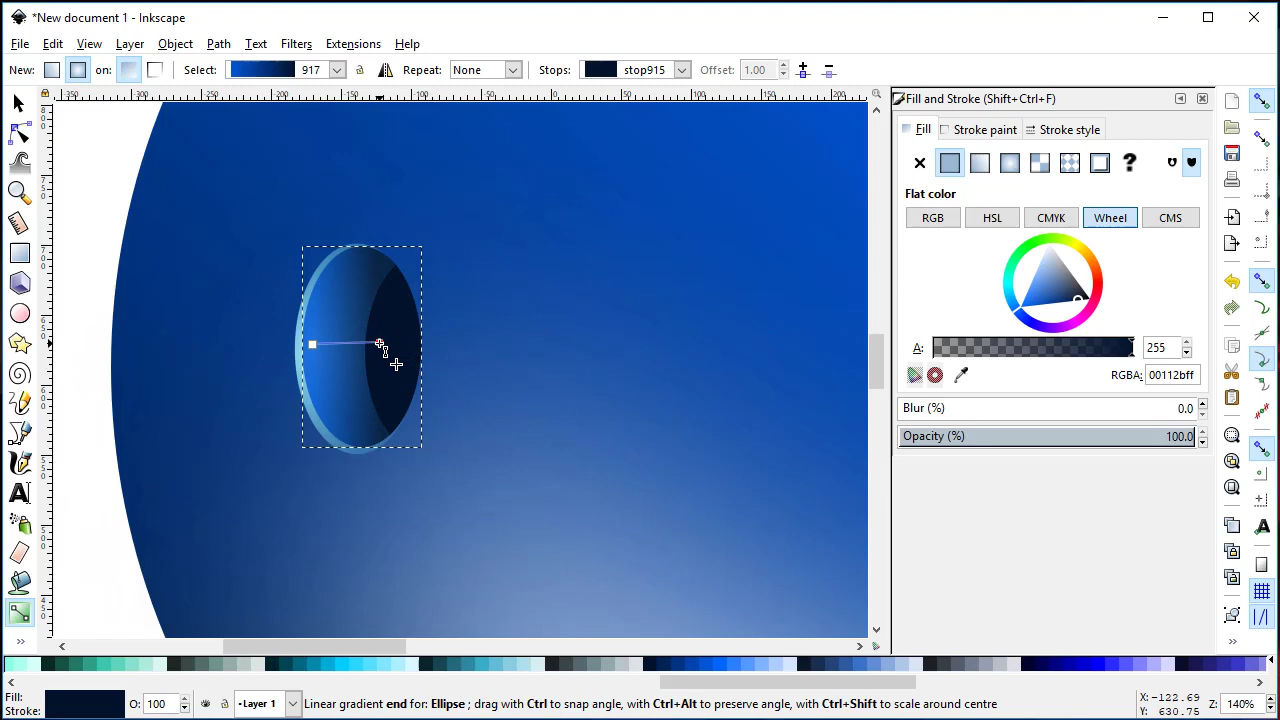 *New document 1 - Inkscape
File Edit View Layer Object Path Text Filters Extensions Help
New: on: Select: 917 Repeat: None Stops: stop915 Offset: 1.00
Fill and Stroke (Shift+Ctrl+F)
Fill Stroke paint Stroke style
Flat color
RGB HSL CMYK Wheel CMS
A: 255
RGBA: 00112bff
Blur (%) 0.0
Opacity (%) 100.0
Fill:
Stroke:
O: 100
Layer 1
Linear gradient end for: Ellipse ; drag with Ctrl to snap angle, with Ctrl+Alt to preserve angle, with Ctrl+Shift to scale around centre
X: -122.69
Y: 630.75
Z: 140%